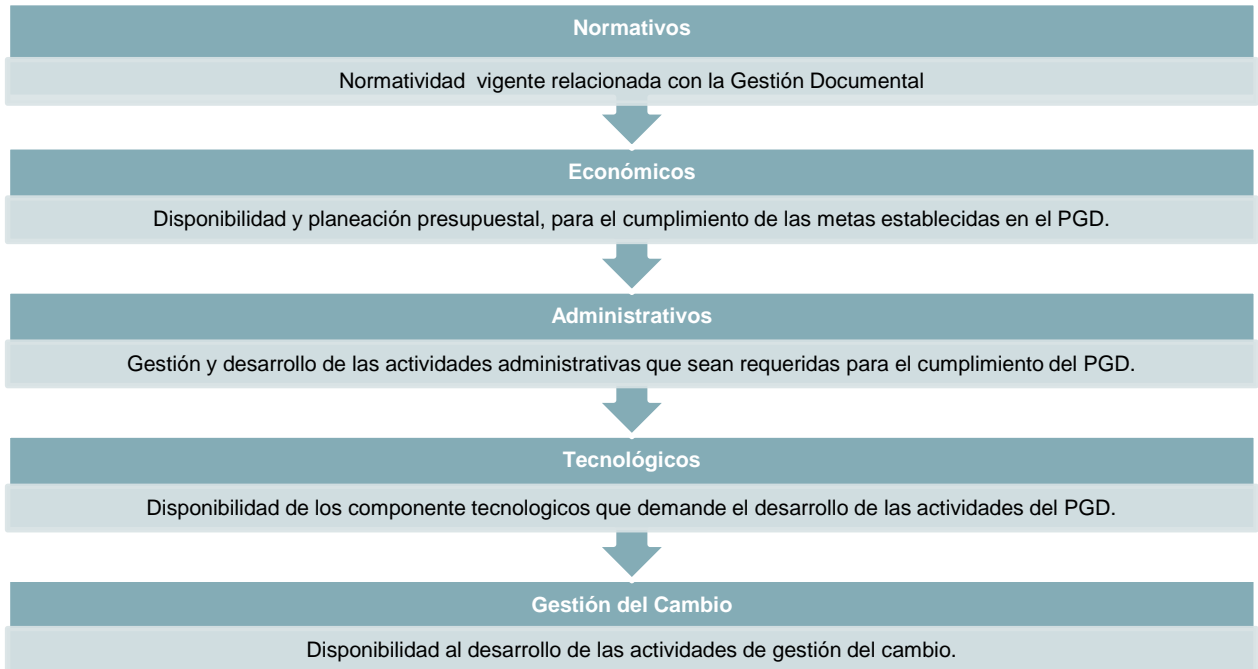 Normativos
Normatividad  vigente relacionada con la Gestión Documental
Económicos
Disponibilidad y planeación presupuestal, para el cumplimiento de las metas establecidas en el PGD.
Administrativos
Gestión y desarrollo de las actividades administrativas que sean requeridas para el cumplimiento del PGD.
Tecnológicos
Disponibilidad de los componente tecnologicos que demande el desarrollo de las actividades del PGD.
Gestión del Cambio
Disponibilidad al desarrollo de las actividades de gestión del cambio.